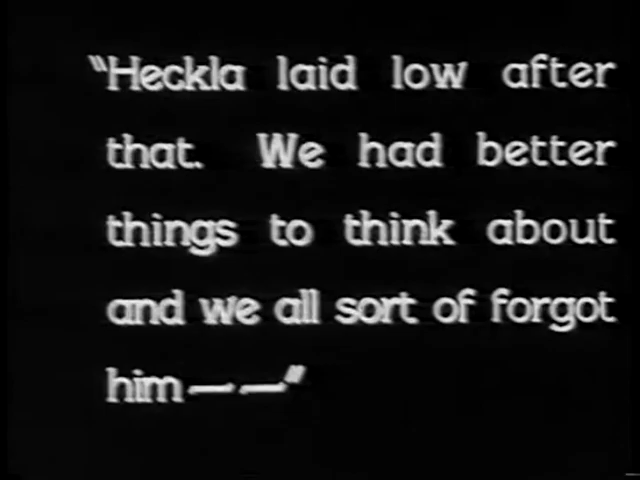 "Heckla laid low after
that. We had better
things to think about
and we all sort of forgot
him— —"